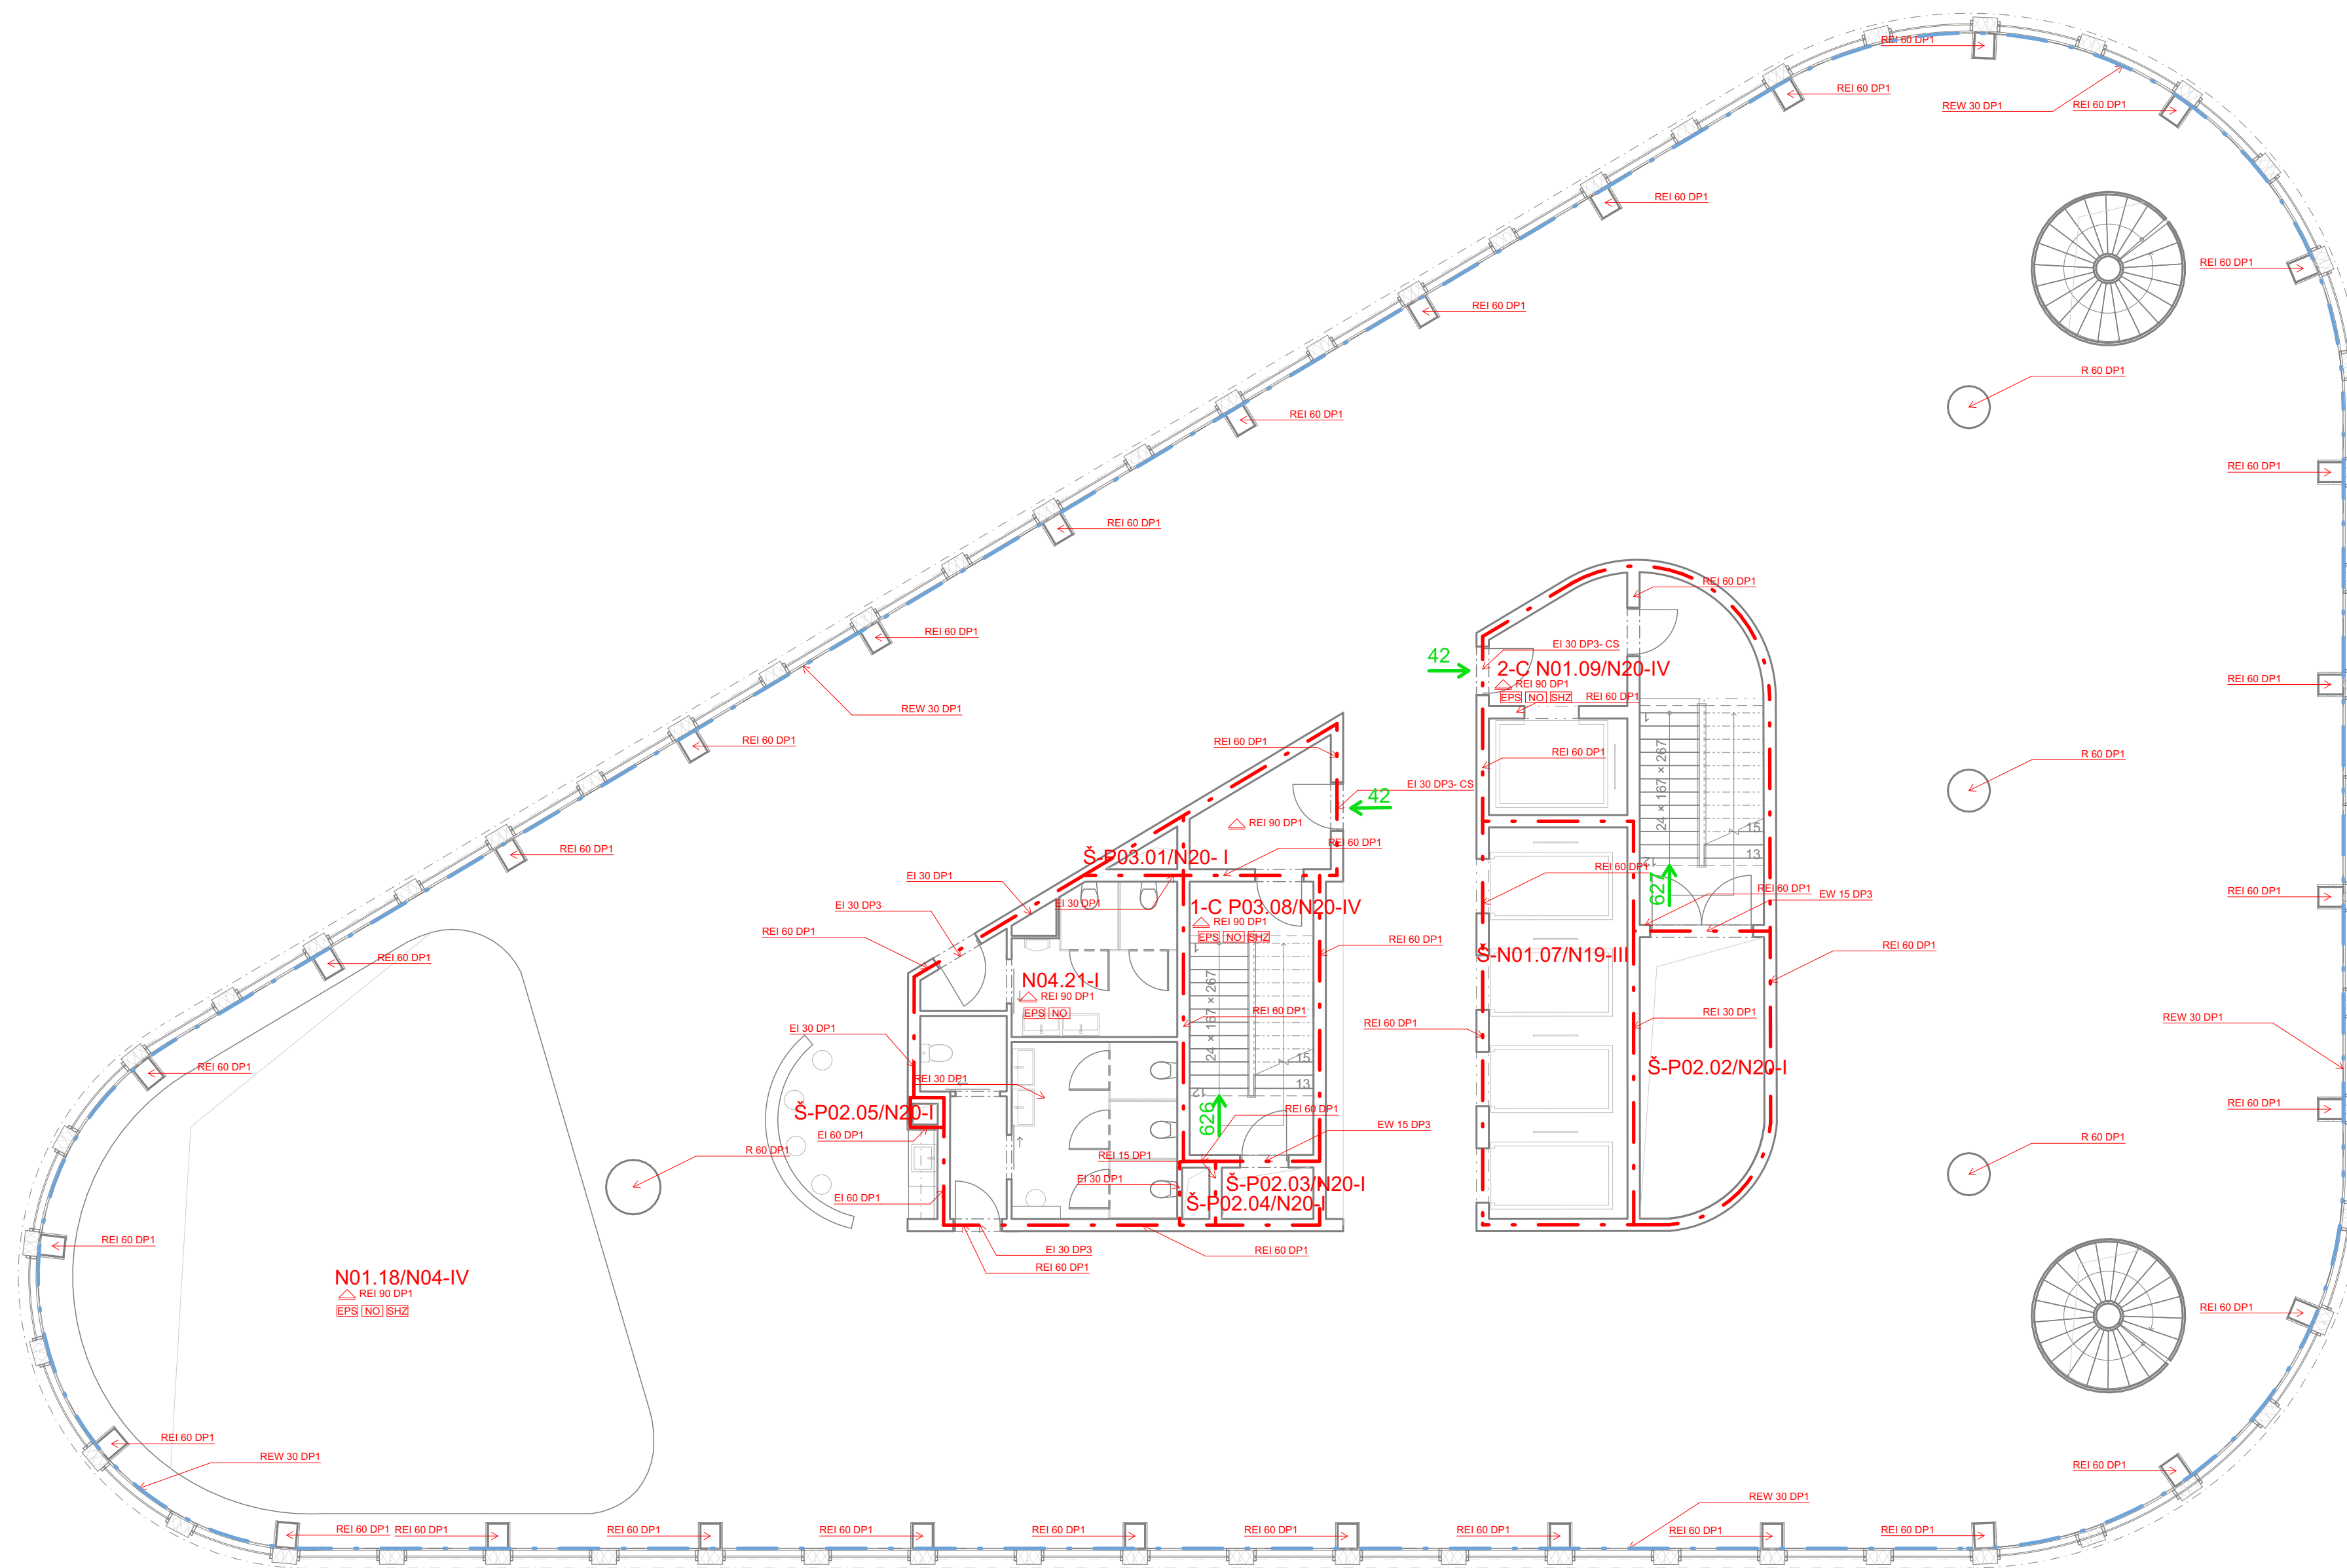 REI 60 DP1
REI 60 DP1
REW 30 DP1
REI 60 DP1
REI 60 DP1
REI 60 DP1
REI 60 DP1
R 60 DP1
REI 60 DP1
REI 60 DP1
REI 60 DP1
REI 60 DP1
REI 60 DP1
EI 30 DP3- CS
42
2-C N01.09/N20-IV
REI 90 DP1
EPS NO SHZ
REI 60 DP1
REI 60 DP1
REW 30 DP1
REI 60 DP1
REI 60 DP1
REI 60 DP1
R 60 DP1
EI 30 DP3- CS
42
24 × 167 × 267
15
13
12
REI 90 DP1
REI 60 DP1
REI 60 DP1
Š-P03.01/N20- I
EI 30 DP1
EI 30 DP1
EI 30 DP3
REI 60 DP1
627
REI 60 DP1
EW 15 DP3
REI 60 DP1
1-C P03.08/N20-IV
REI 90 DP1
EPS NO SHZ
REI 60 DP1
REI 60 DP1
REI 60 DP1
Š-N01.07/N19-III
REI 60 DP1
N04.21-I
REI 90 DP1
EPS NO
24 × 167 × 267
15
13
12
REI 60 DP1
REI 60 DP1
REI 30 DP1
REW 30 DP1
EI 30 DP1
REI 60 DP1
REI 30 DP1
Š-P02.02/N20-I
Š-P02.05/N20-I
EI 60 DP1
626
REI 60 DP1
EW 15 DP3
REI 60 DP1
R 60 DP1
R 60 DP1
REI 15 DP1
EI 30 DP1
Š-P02.03/N20-I
Š-P02.04/N20-I
EI 60 DP1
REI 60 DP1
EI 30 DP3
REI 60 DP1
REI 60 DP1
N01.18/N04-IV
REI 90 DP1
EPS NO SHZ
REI 60 DP1
REI 60 DP1
REW 30 DP1
REI 60 DP1
REW 30 DP1
REI 60 DP1
REI 60 DP1
REI 60 DP1
REI 60 DP1
REI 60 DP1
REI 60 DP1
REI 60 DP1
REI 60 DP1
REI 60 DP1